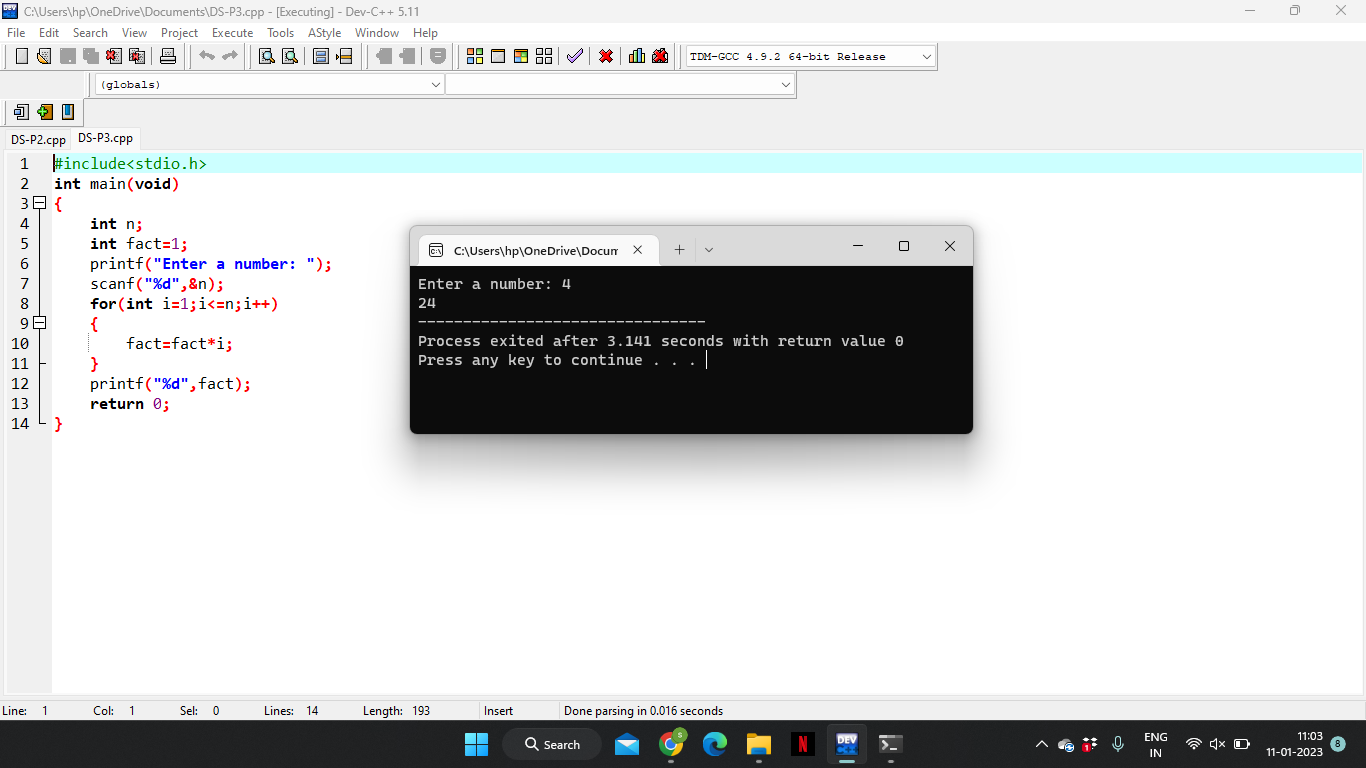 C:\Users\hp\OneDrive\Documents\DS-P3.cpp - [Executing] - Dev-C++ 5.11
File Edit Search View Project Execute Tools AStyle Window Help
TDM-GCC 4.9.2 64-bit Release
(globals)
DS-P2.cpp DS-P3.cpp
1 #include<stdio.h>
2 int main(void)
3 {
4 int n;
5 int fact=1;
6 printf("Enter a number: ");
7 scanf("%d",&n);
8 for(int i=1;i<=n;i++)
9 {
10 fact=fact*i;
11 }
12 printf("%d",fact);
13 return 0;
14 }
C:\Users\hp\OneDrive\Docum
Enter a number: 4
24
--------------------------------
Process exited after 3.141 seconds with return value 0
Press any key to continue . . .
Line: 1 Col: 1 Sel: 0 Lines: 14 Length: 193 Insert Done parsing in 0.016 seconds
Search
S
N
DEV
1
ENG
IN
11:03
11-01-2023
8